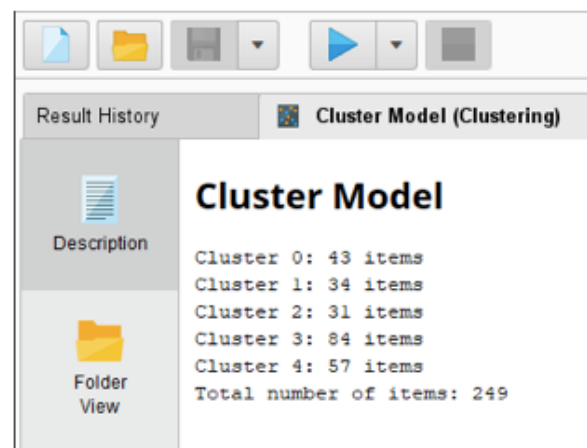 Result History
Cluster Model (Clustering)
Description
Folder
View
Cluster Model
Cluster 0: 43 items
Cluster 1: 34 items
Cluster 2: 31 items
Cluster 3: 84 items
Cluster 4: 57 items
Total number of items: 249